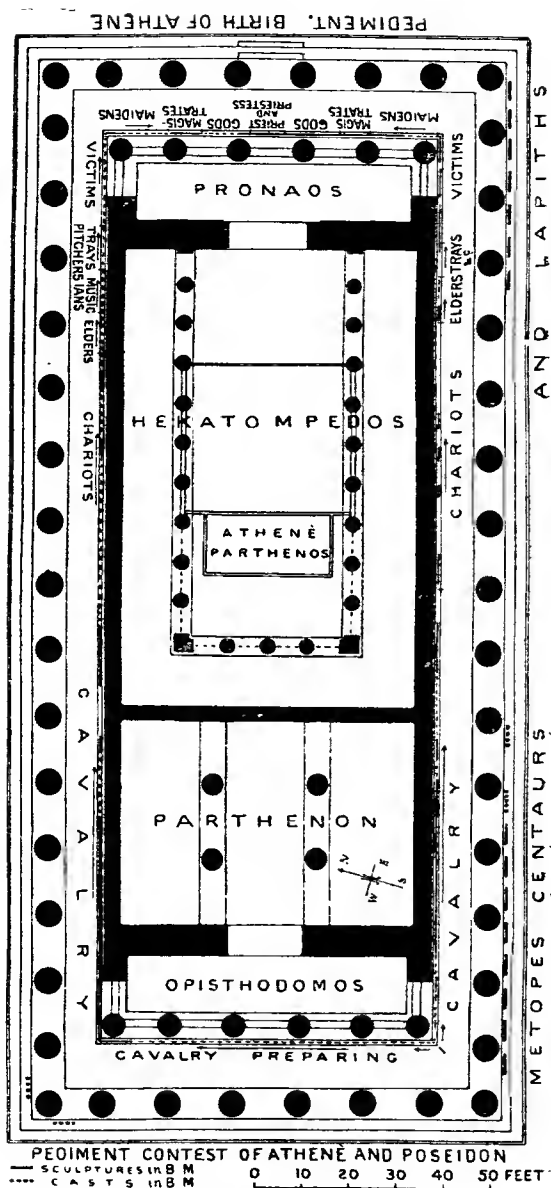 PEDIMENT. BIRTH OF ATHENE
MAIDENS
MAGIS
TRATES
GODS
PRIEST
AND
PRIESTESS
GODS
MAGIS
TRATES
MAIDENS
VICTIMS
VICTIMS
PRONAOS
TRAYS MUSIC ELDERS
PITCHERS IANS
ELDERS TRAYS
&c
AND LAPITHS
HEKATOMPEDOS
CHARIOTS
CHARIOTS
ATHENÈ
PARTHENOS
CAVALRY
PARTHENON
N
E
W
S
CAVALRY
METOPES CENTAURS
OPISTHODOMOS
CAVALRY PREPARING
PEDIMENT CONTEST OF ATHENÈ AND POSEIDON
SCULPTURES in B M
CASTS in B M
0 10 20 30 40 50 FEET